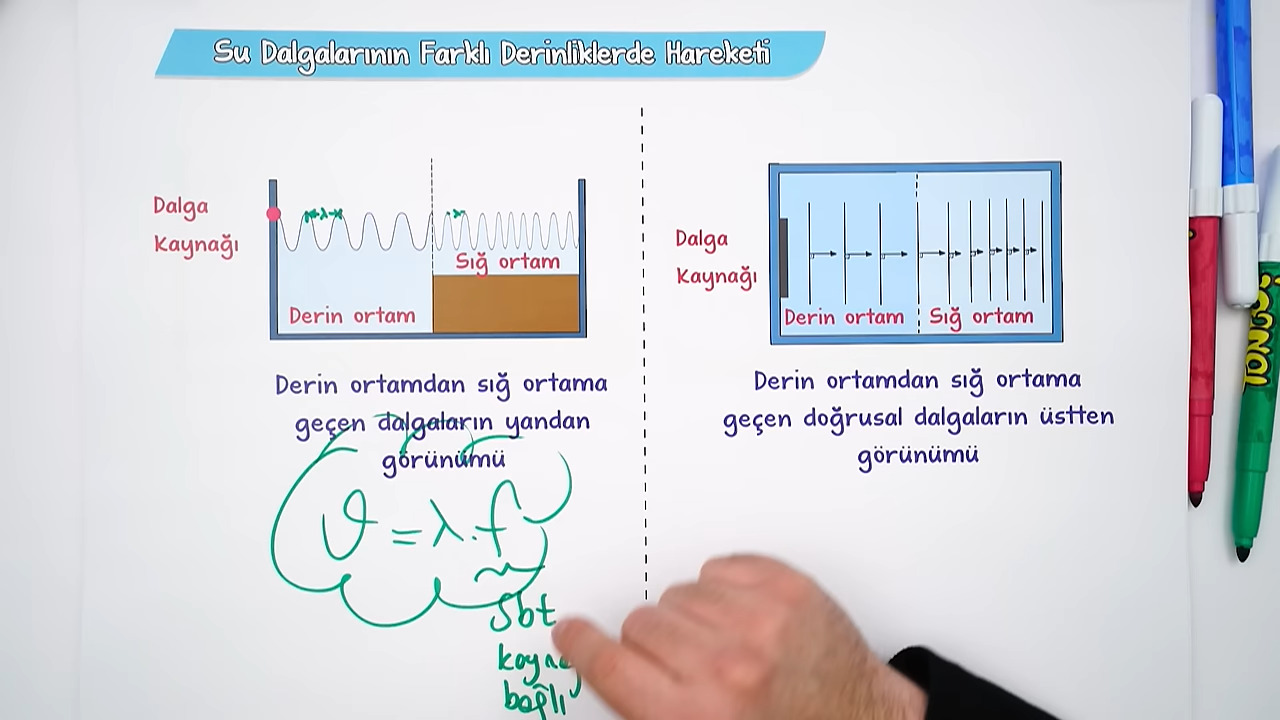 Su Dalgalarının Farklı Derinliklerde Hareketi
Dalga
Kaynağı
λ
λ
Sığ ortam
Derin ortam
Derin ortamdan sığ ortama
geçen dalgaların yandan
görünümü
ϑ = λ.f
Sbt
bağlı
Dalga
Kaynağı
Derin ortam
Sığ ortam
Derin ortamdan sığ ortama
geçen doğrusal dalgaların üstten
görünümü